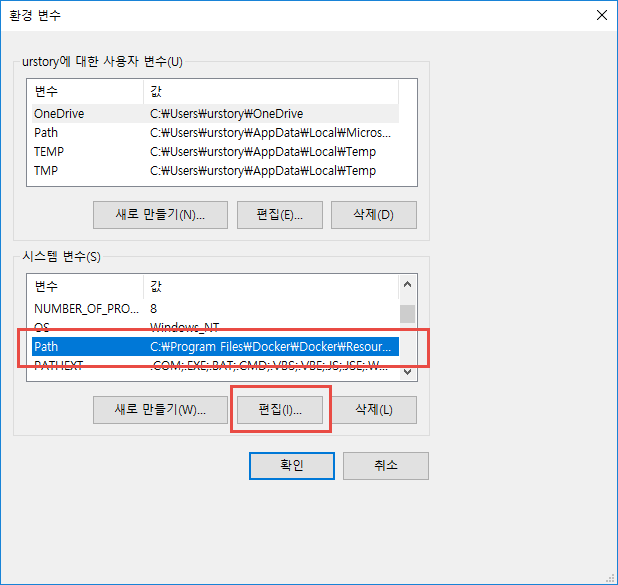 환경 변수
urstory에 대한 사용자 변수(U)
변수 값
OneDrive C:₩Users₩urstory₩OneDrive
Path C:₩Users₩urstory₩AppData₩Local₩Micros...
TEMP C:₩Users₩urstory₩AppData₩Local₩Temp
TMP C:₩Users₩urstory₩AppData₩Local₩Temp
새로 만들기(N)... 편집(E)... 삭제(D)
시스템 변수(S)
변수 값
NUMBER_OF_PRO... 8
OS Windows_NT
Path C:₩Program Files₩Docker₩Docker₩Resour...
PATHEXT .COM;.EXE;.BAT;.CMD;.VBS;.VBE;.JS;.JSE;.W...
새로 만들기(W)... 편집(I)... 삭제(L)
확인 취소